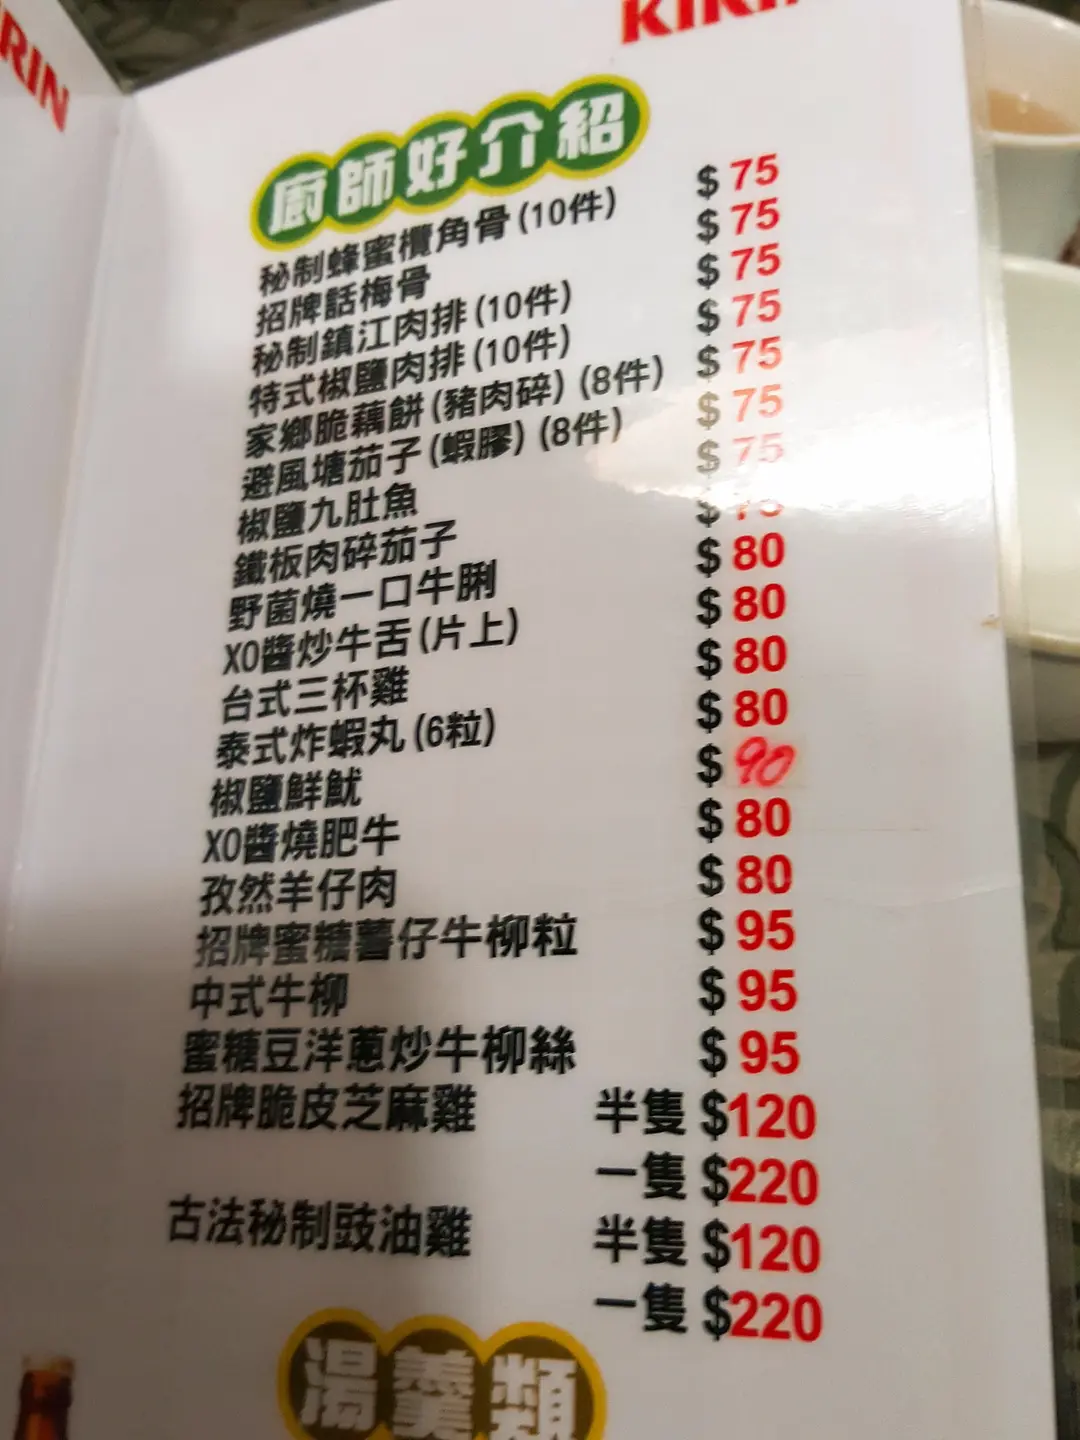 RIN
KIRIN
廚師好介紹
秘制蜂蜜欖角骨(10件) $75
招牌話梅骨 $75
秘制鎮江肉排(10件) $75
特式椒鹽肉排(10件) $75
家鄉脆藕餅(豬肉碎)(8件) $75
避風塘茄子(蝦膠)(8件) $75
椒鹽九肚魚 $75
鐵板肉碎茄子 $75
野菌燒一口牛脷 $80
XO醬炒牛舌(片上) $80
台式三杯雞 $80
泰式炸蝦丸(6粒) $80
椒鹽鮮魷 $90
XO醬燒肥牛 $80
孜然羊仔肉 $80
招牌蜜糖薯仔牛柳粒 $95
中式牛柳 $95
蜜糖豆洋蔥炒牛柳絲 $95
招牌脆皮芝麻雞 半隻 $120
一隻 $220
古法秘制豉油雞 半隻 $120
一隻 $220
湯羹類